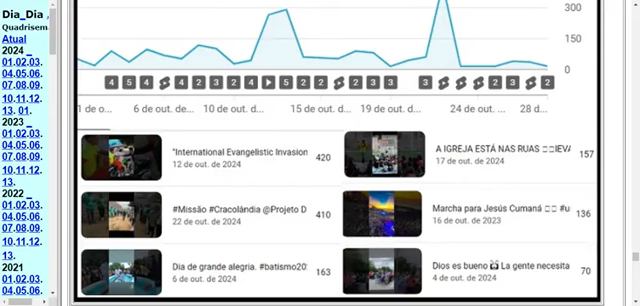 Dia_Dia ,
Quadrisem
Atual
2024 _
01.02.03.
04.05.06.
07.08.09.
10.11.12.
13. 01.
2023 _
01.02.03.
04.05.06.
07.08.09.
10.11.12.
13.
2022 _
01.02.03.
04.05.06.
07.08.09.
10.11.12.
13.
2021
01.02.03.
04.05.06.
300
150
0
4 5 4 2 3 2 4 5 5 2 2 3 3 3 4 2 2
1 de o... 6 de out. d... 10 de out. d... 15 de out. d... 19 de out. d... 24 de out. ... 28 d...
"International Evangelistic Invasion 420
12 de out. de 2024
A IGREJA ESTÁ NAS RUAS IEVA 157
17 de out. de 2024
#Missão #Cracolândia @Projeto D 410
22 de out. de 2024
Marcha para Jesús Cumaná #u 136
16 de out. de 2023
Dia de grande alegria. #batismo20 163
6 de out. de 2024
Dios es bueno La gente necesita 70
4 de out. de 2024